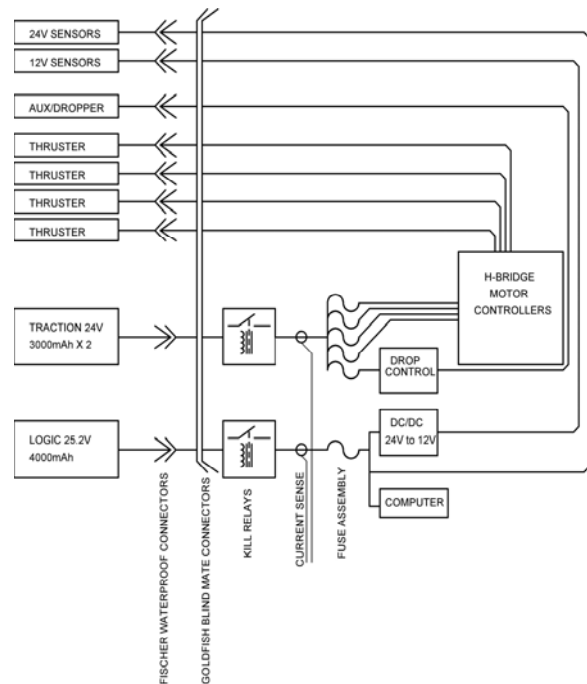 24V SENSORS
12V SENSORS
AUX/DROPPER
THRUSTER
THRUSTER
THRUSTER
THRUSTER
H-BRIDGE
MOTOR
CONTROLLERS
TRACTION 24V
3000mAh X 2
DROP
CONTROL
LOGIC 25.2V
4000mAh
DC/DC
24V to 12V
COMPUTER
FISCHER WATERPROOF CONNECTORS
GOLDFISH BLIND MATE CONNECTORS
KILL RELAYS
CURRENT SENSE
FUSE ASSEMBLY